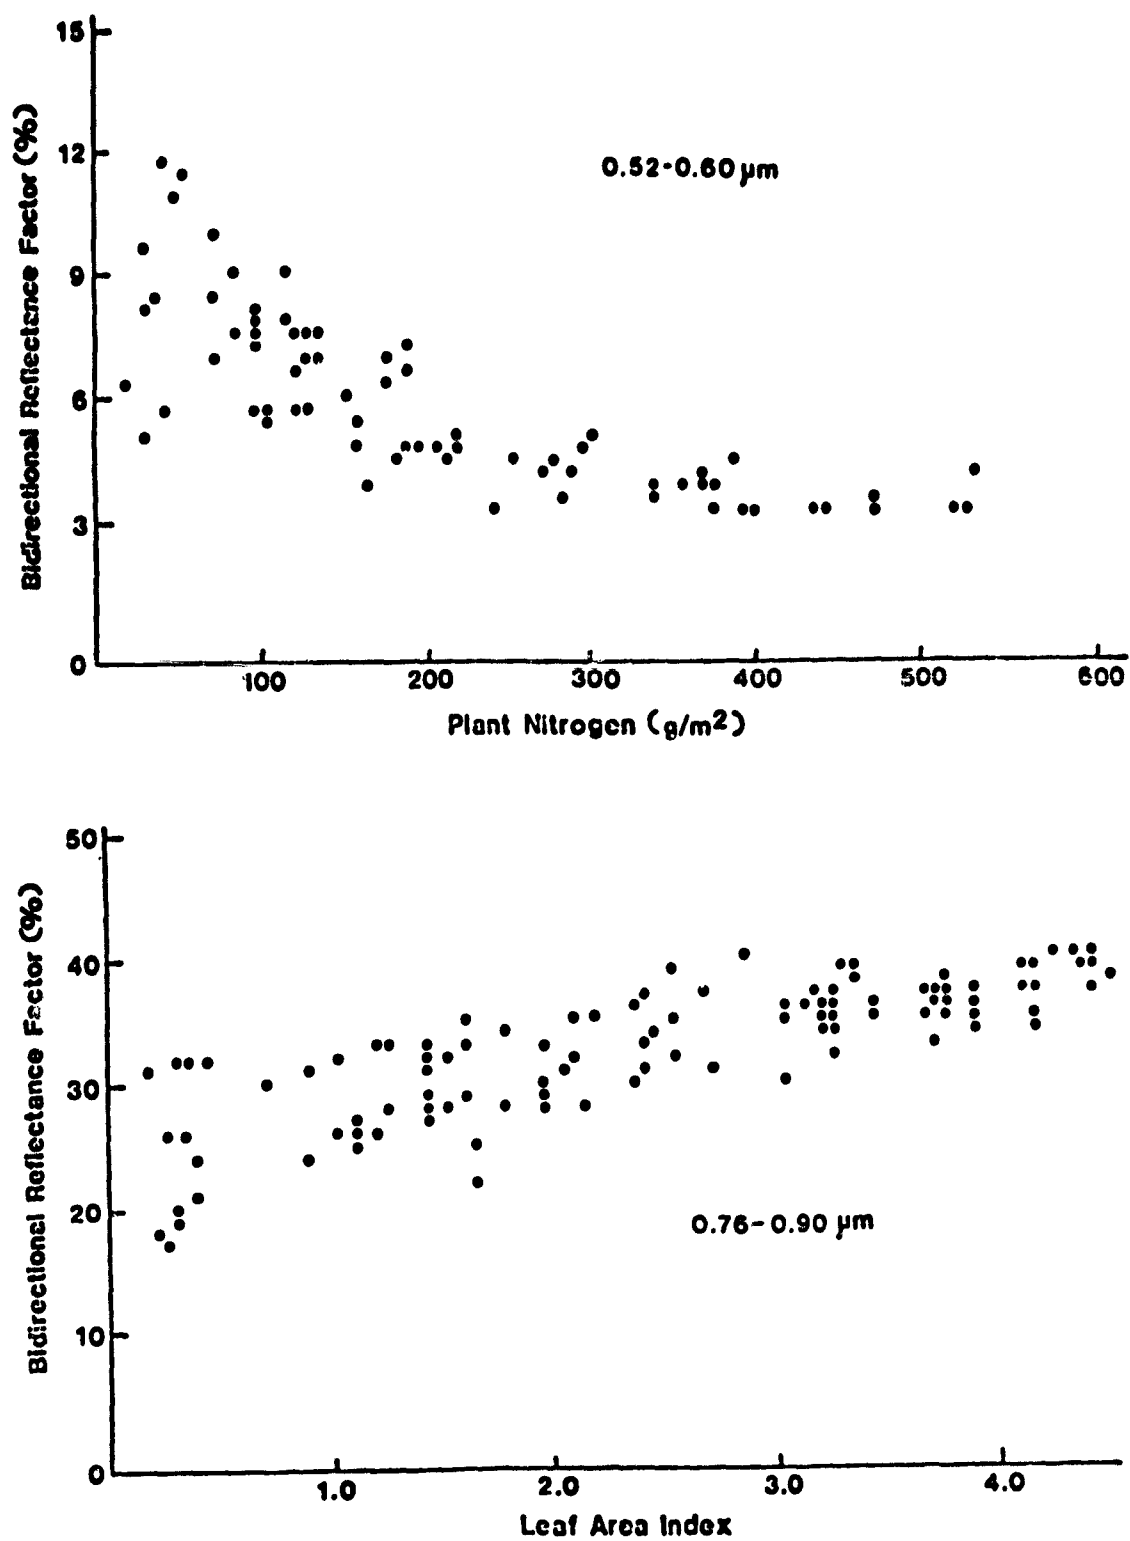 15
12
9
6
3
0
Bidirectional Reflectance Factor (%)
0.52-0.60 µm
100 200 300 400 500 600
Plant Nitrogen (g/m2)
50
40
30
20
10
0
Bidirectional Reflectance Factor (%)
0.76-0.90 µm
1.0 2.0 3.0 4.0
Leaf Area Index